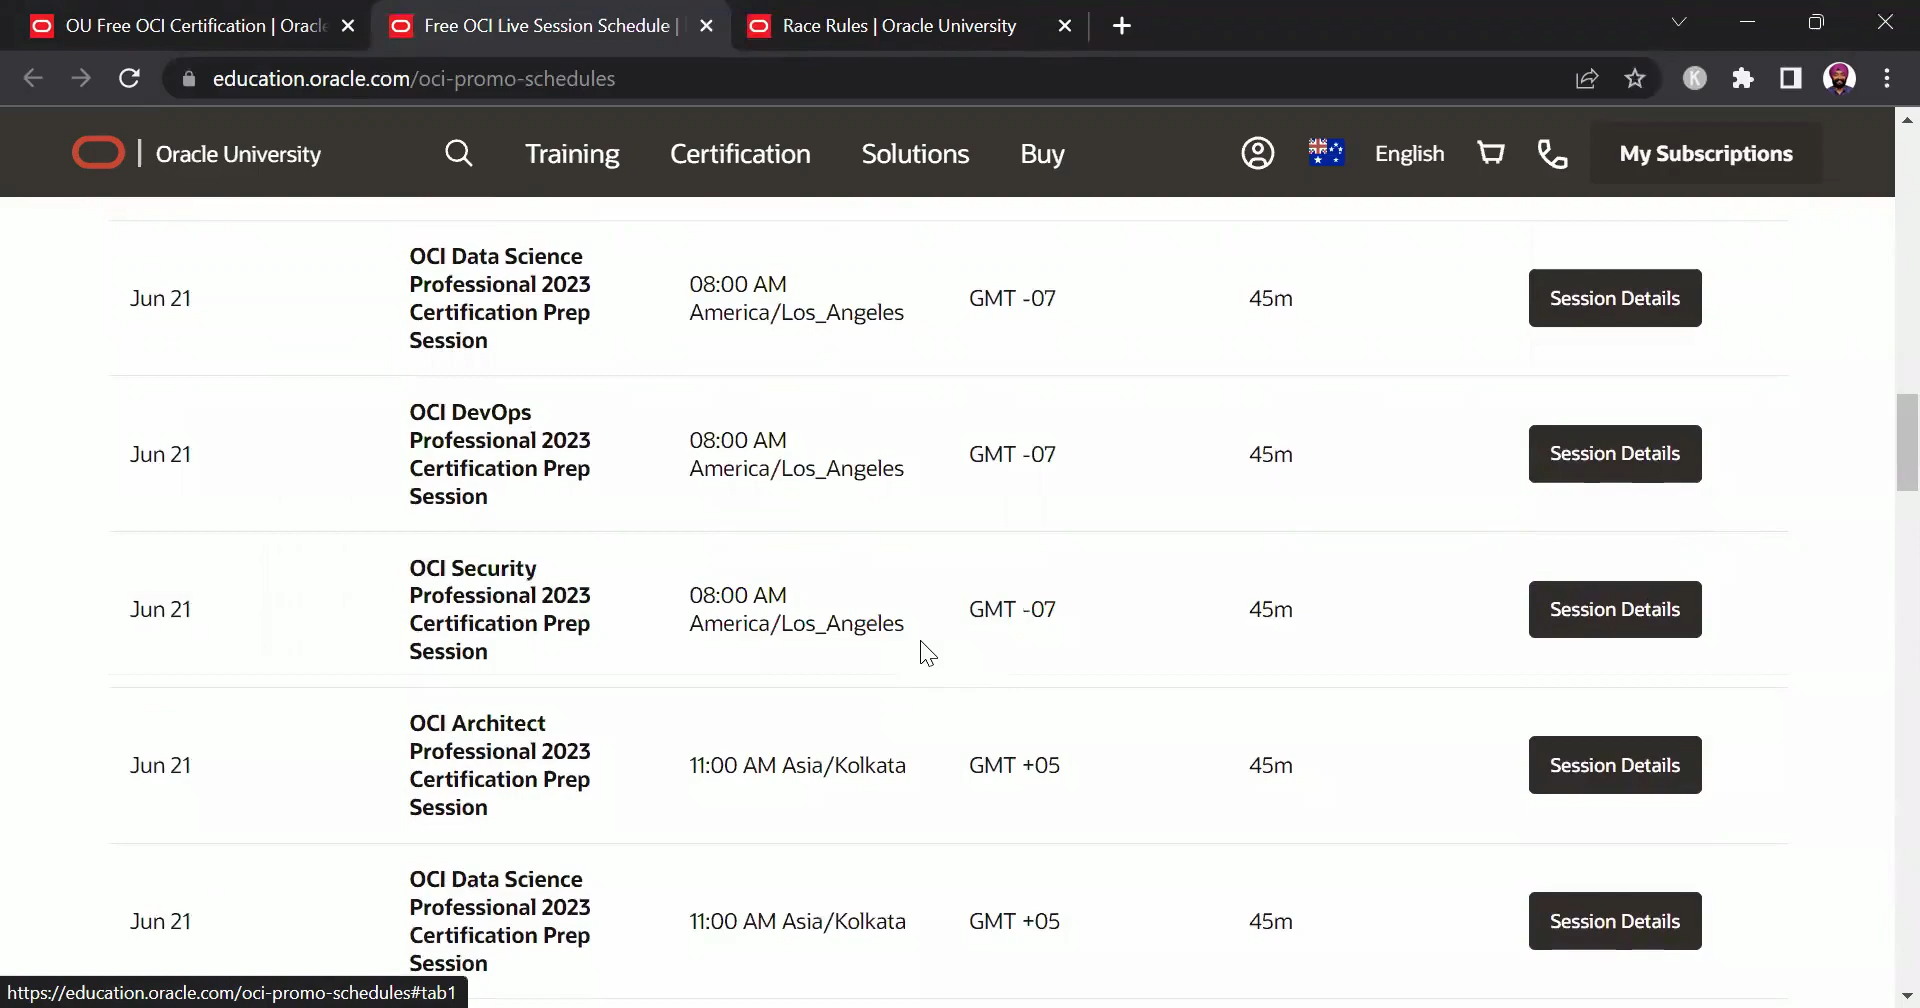 OU Free OCI Certification | Oracle
Free OCI Live Session Schedule |
Race Rules | Oracle University
education.oracle.com/oci-promo-schedules
K
Oracle University
Training
Certification
Solutions
Buy
English
My Subscriptions
Jun 21
OCI Data Science
Professional 2023
Certification Prep
Session
08:00 AM
America/Los_Angeles
GMT -07
45m
Session Details
Jun 21
OCI DevOps
Professional 2023
Certification Prep
Session
08:00 AM
America/Los_Angeles
GMT -07
45m
Session Details
Jun 21
OCI Security
Professional 2023
Certification Prep
Session
08:00 AM
America/Los_Angeles
GMT -07
45m
Session Details
Jun 21
OCI Architect
Professional 2023
Certification Prep
Session
11:00 AM Asia/Kolkata
GMT +05
45m
Session Details
Jun 21
OCI Data Science
Professional 2023
Certification Prep
Session
11:00 AM Asia/Kolkata
GMT +05
45m
Session Details
https://education.oracle.com/oci-promo-schedules#tab1